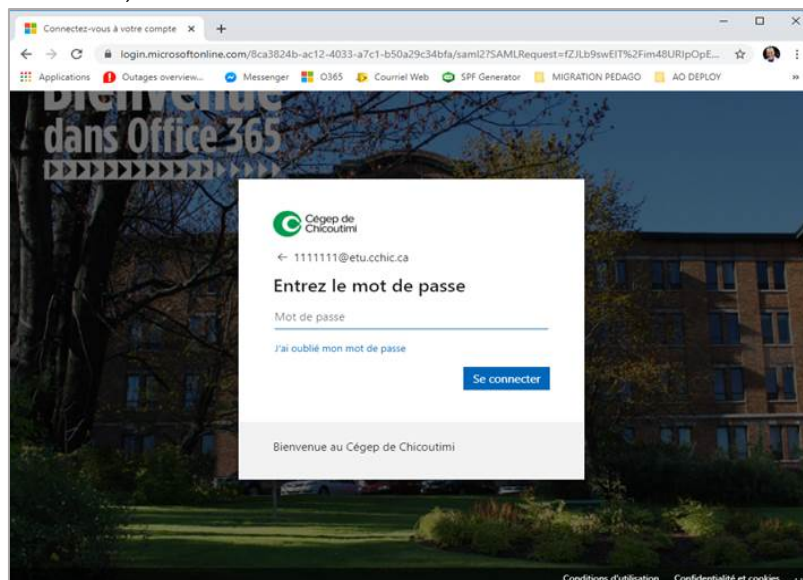 Connectez-vous à votre compte
login.microsoftonline.com/8ca3824b-ac12-4033-a7c1-b50a29c34bfa/saml2?SAMLRequest=fZJLb9swEIT%2Fim48URIpOpE...
Applications Outages overview... Messenger O365 Courriel Web SPF Generator MIGRATION PEDAGO AO DEPLOY »
Bienvenue
dans Office 365
Cégep de
Chicoutimi
← 1111111@etu.cchic.ca
Entrez le mot de passe
Mot de passe
J'ai oublié mon mot de passe
Se connecter
Bienvenue au Cégep de Chicoutimi
Conditions d'utilisation Confidentialité et cookies